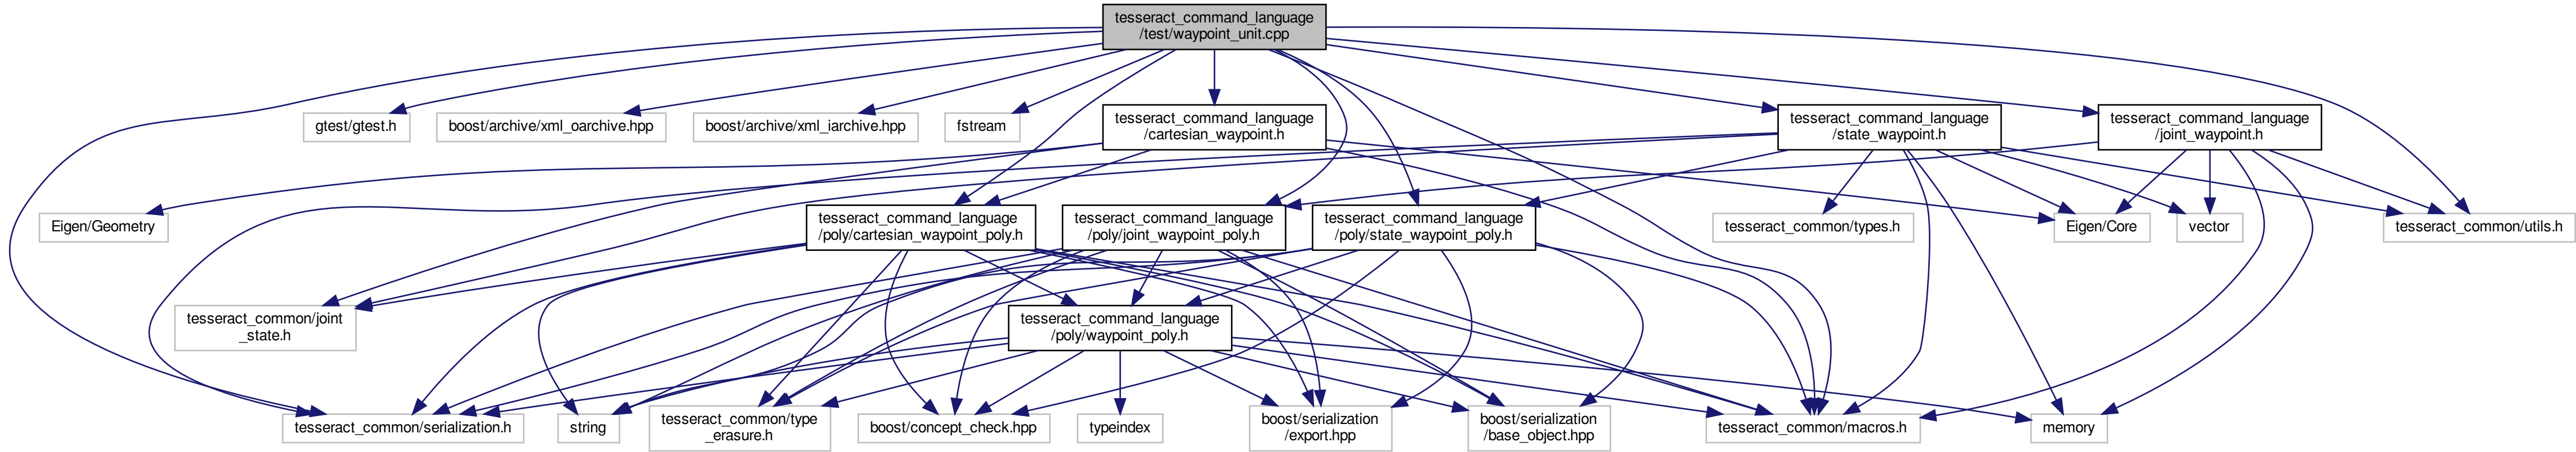 tesseract_command_language
/test/waypoint_unit.cpp
gtest/gtest.h
boost/archive/xml_oarchive.hpp
boost/archive/xml_iarchive.hpp
fstream
tesseract_command_language
/cartesian_waypoint.h
tesseract_command_language
/state_waypoint.h
tesseract_command_language
/joint_waypoint.h
Eigen/Geometry
tesseract_command_language
/poly/cartesian_waypoint_poly.h
tesseract_command_language
/poly/joint_waypoint_poly.h
tesseract_command_language
/poly/state_waypoint_poly.h
tesseract_common/types.h
Eigen/Core
vector
tesseract_common/utils.h
tesseract_common/joint
_state.h
tesseract_command_language
/poly/waypoint_poly.h
tesseract_common/serialization.h
string
tesseract_common/type
_erasure.h
boost/concept_check.hpp
typeindex
boost/serialization
/export.hpp
boost/serialization
/base_object.hpp
tesseract_common/macros.h
memory